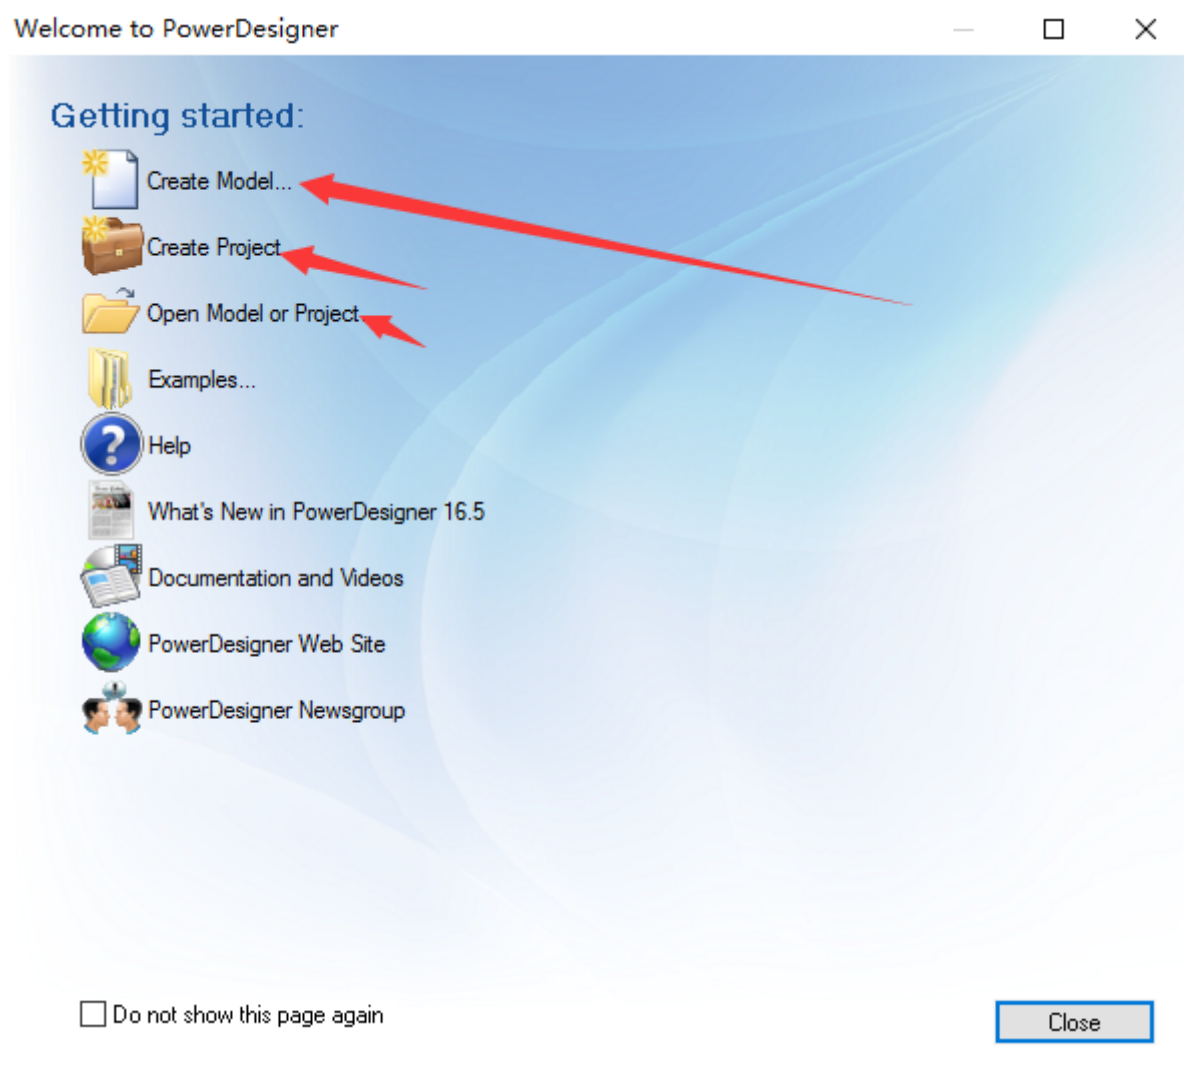 Welcome to PowerDesigner
Getting started:
Create Model...
Create Project
Open Model or Project
Examples...
Help
What's New in PowerDesigner 16.5
Documentation and Videos
PowerDesigner Web Site
PowerDesigner Newsgroup
Do not show this page again
Close